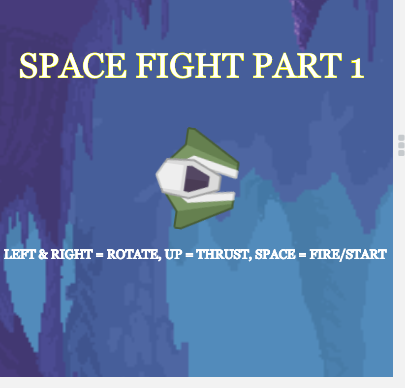 SPACE FIGHT PART 1
LEFT & RIGHT = ROTATE, UP = THRUST, SPACE = FIRE/START